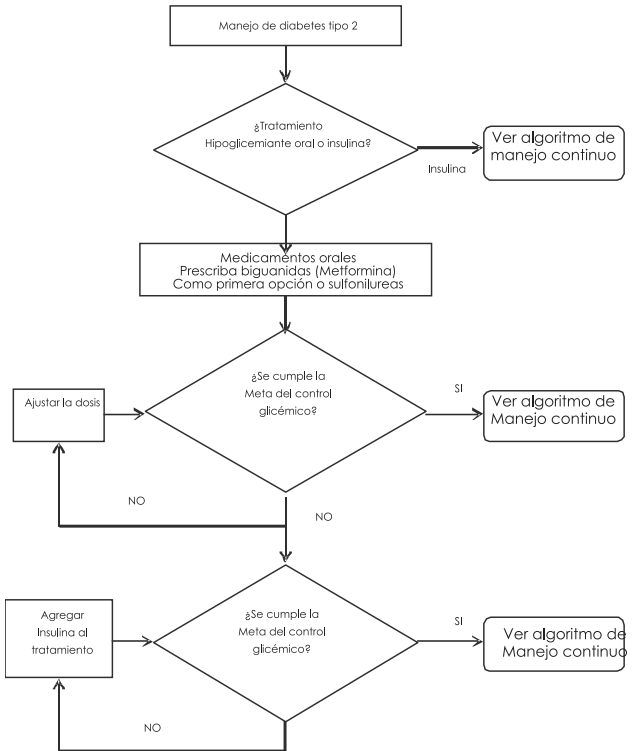 Manejo de diabetes tipo 2
¿Tratamiento
Hipoglicemiante oral o insulina?
Insulina
Ver algoritmo de
manejo continuo
Medicamentos orales
Prescriba biguanidas (Metformina)
Como primera opción o sulfonilureas
¿Se cumple la
Meta del control
glicémico?
Ajustar la dosis
SI
Ver algoritmo de
Manejo continuo
NO
NO
¿Se cumple la
Meta del control
glicémico?
Agregar
Insulina al
tratamiento
SI
Ver algoritmo de
Manejo continuo
NO